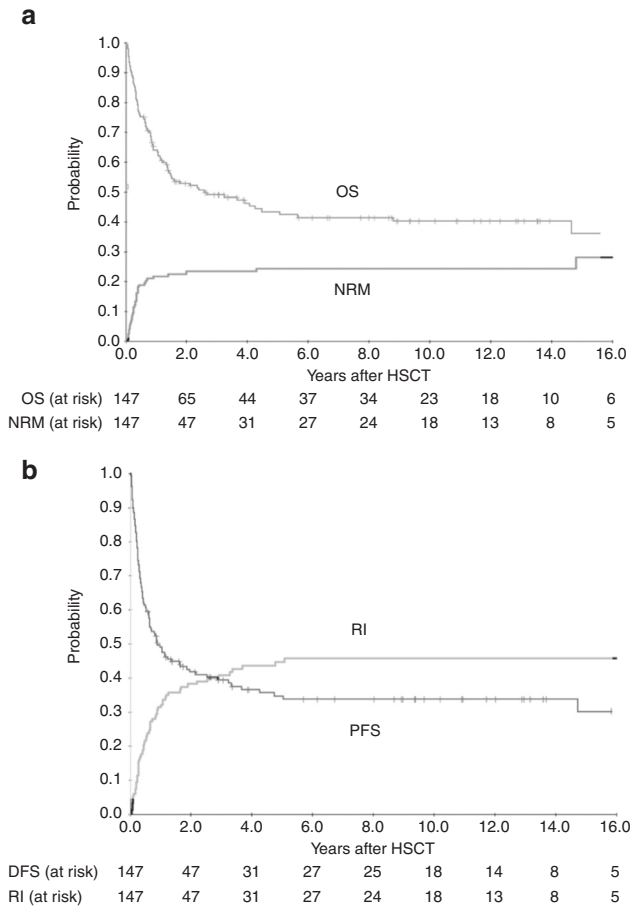 a
1.0
0.9
0.8
0.7
0.6
0.5
0.4
0.3
0.2
0.1
0.0
Probability
OS
NRM
0.0 2.0 4.0 6.0 8.0 10.0 12.0 14.0 16.0
Years after HSCT
OS (at risk) 147 65 44 37 34 23 18 10 6
NRM (at risk) 147 47 31 27 24 18 13 8 5
b
1.0
0.9
0.8
0.7
0.6
0.5
0.4
0.3
0.2
0.1
0.0
Probability
RI
PFS
0.0 2.0 4.0 6.0 8.0 10.0 12.0 14.0 16.0
Years after HSCT
DFS (at risk) 147 47 31 27 25 18 14 8 5
RI (at risk) 147 47 31 27 24 18 13 8 5